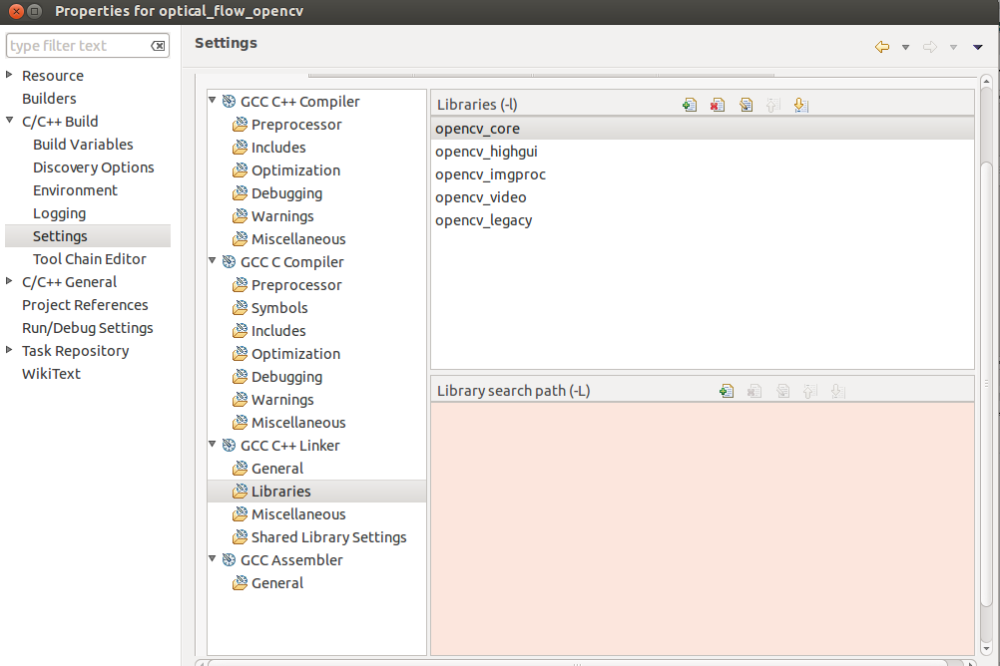 Properties for optical_flow_opencv
type filter text
Resource
Builders
C/C++ Build
Build Variables
Discovery Options
Environment
Logging
Settings
Tool Chain Editor
C/C++ General
Project References
Run/Debug Settings
Task Repository
WikiText
Settings
GCC C++ Compiler
Preprocessor
Includes
Optimization
Debugging
Warnings
Miscellaneous
GCC C Compiler
Preprocessor
Symbols
Includes
Optimization
Debugging
Warnings
Miscellaneous
GCC C++ Linker
General
Libraries
Miscellaneous
Shared Library Settings
GCC Assembler
General
Libraries (-l)
opencv_core
opencv_highgui
opencv_imgproc
opencv_video
opencv_legacy
Library search path (-L)